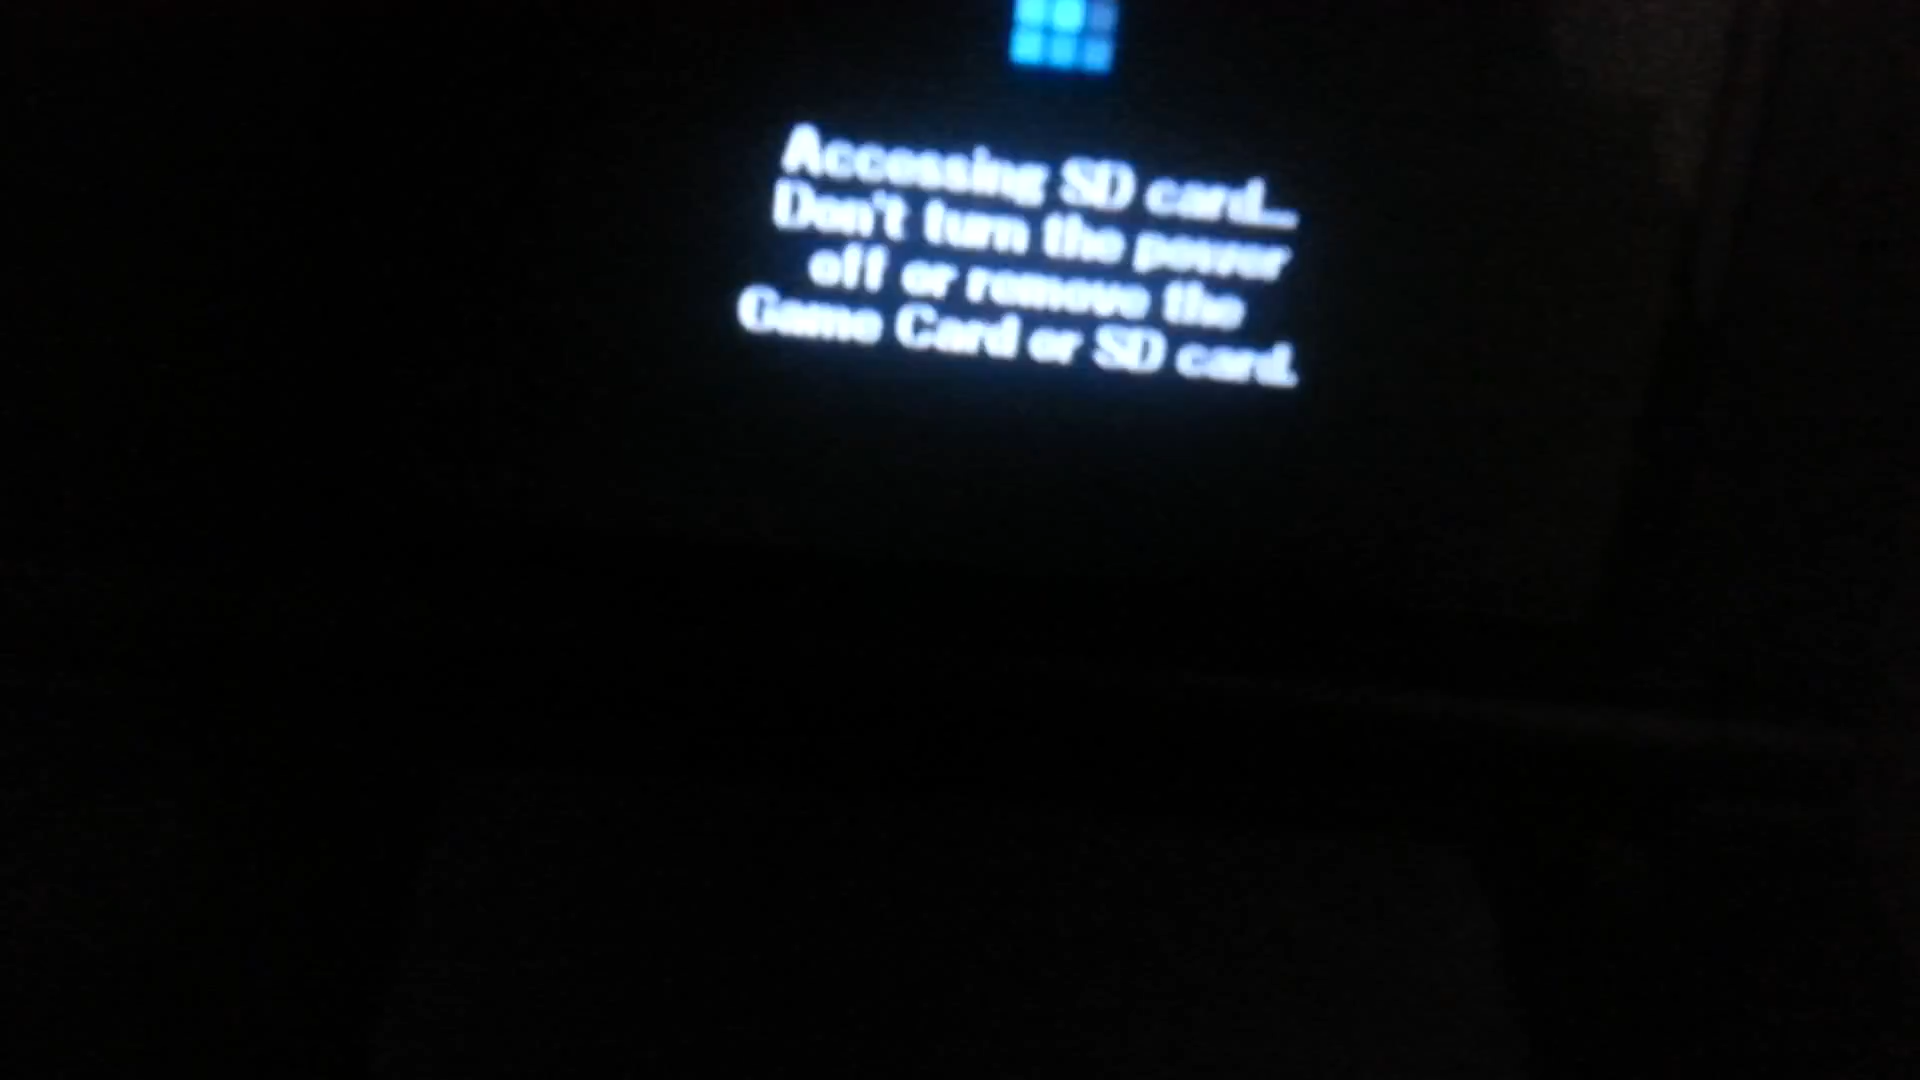 Accessing SD card...
Don't turn the power
off or remove the
Game Card or SD card.